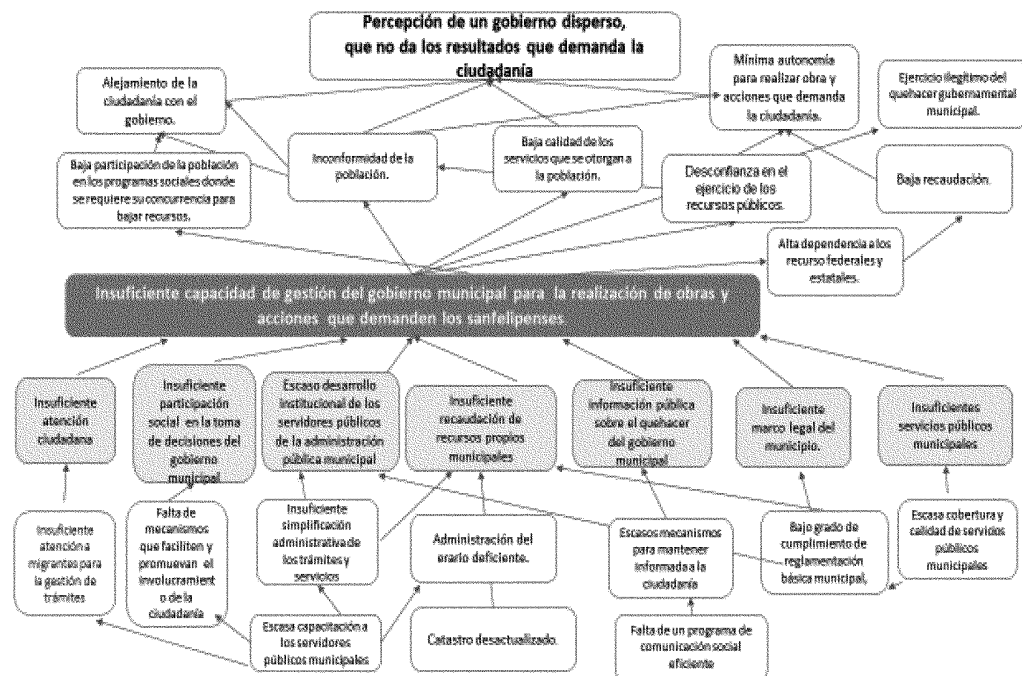 Percepción de un gobierno disperso,
que no da los resultados que demanda la
ciudadanía
Alejamiento de la
ciudadanía con el
gobierno.
Mínima autonomía
para realizar obra y
acciones que demanda
la ciudadanía.
Ejercicio ilegítimo del
quehacer gubernamental
municipal.
Baja participación de la población
en los programas sociales donde
se requiere su concurrencia para
bajar recursos.
Inconformidad de la
población.
Baja calidad de los
servicios que se otorgan a
la población.
Desconfianza en el
ejercicio de los
recursos públicos.
Baja recaudación.
Alta dependencia a los
recurso federales y
estatales.
Insuficiente capacidad de gestión del gobierno municipal para la realización de obras y
acciones que demanden los sanfelipenses
Insuficiente
atención
ciudadana
Insuficiente
participación
social en la toma
de decisiones del
gobierno
municipal
Escaso desarrollo
institucional de los
servidores públicos
de la administración
pública municipal
Insuficiente
recaudación de
recursos propios
municipales
Insuficiente
información pública
sobre el quehacer
del gobierno
municipal
Insuficiente
marco legal del
municipio.
Insuficientes
servicios públicos
municipales
Insuficiente
atención a
migrantes para
la gestión de
trámites
Falta de
mecanismos
que faciliten y
promuevan el
involucramient
o de la
ciudadanía
Insuficiente
simplificación
administrativa de
los trámites y
servicios
Administración del
erario deficiente.
Escasos mecanismos
para mantener
informada a la
ciudadanía
Bajo grado de
cumplimiento de
reglamentación
básica municipal,
Escasa cobertura y
calidad de servicios
públicos
municipales
Escasa capacitación a
los servidores
públicos municipales
Catastro desactualizado.
Falta de un programa de
comunicación social
eficiente